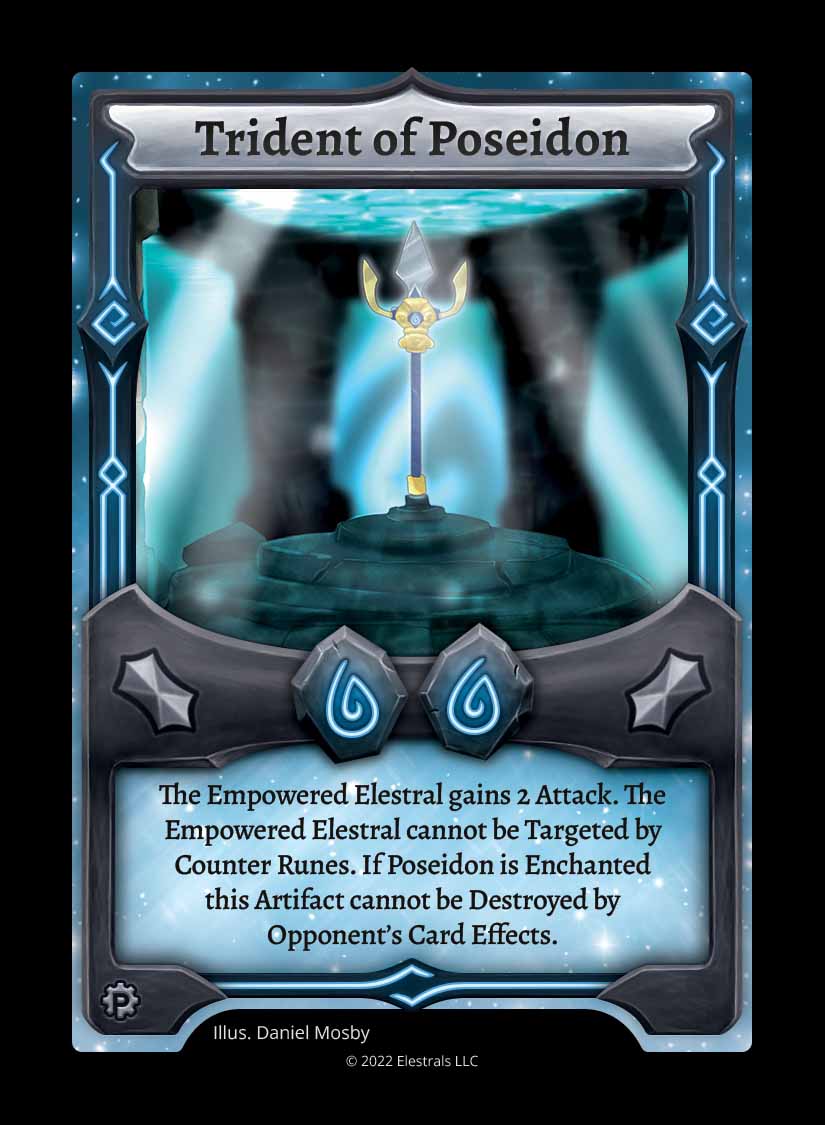 Trident of Poseidon
The Empowered Elestral gains 2 Attack. The
Empowered Elestral cannot be Targeted by
Counter Runes. If Poseidon is Enchanted
this Artifact cannot be Destroyed by
Opponent's Card Effects.
P
Illus. Daniel Mosby
© 2022 Elestrals LLC